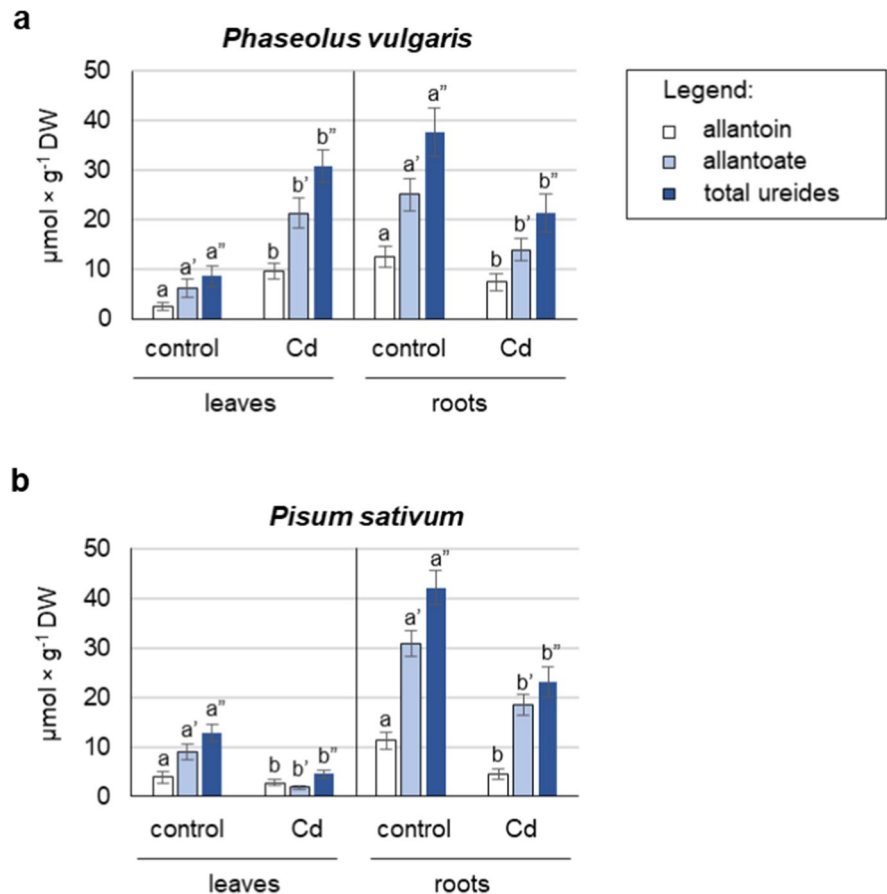 a
Phaseolus vulgaris
50
40
30
20
10
0
µmol × g⁻¹ DW
a a' a”
b b' b”
a a' a”
b b' b”
control Cd control Cd
leaves roots
Legend:
allantoin
allantoate
total ureides
b
Pisum sativum
50
40
30
20
10
0
µmol × g⁻¹ DW
a a' a”
b b' b”
a a' a”
b b' b”
control Cd control Cd
leaves roots